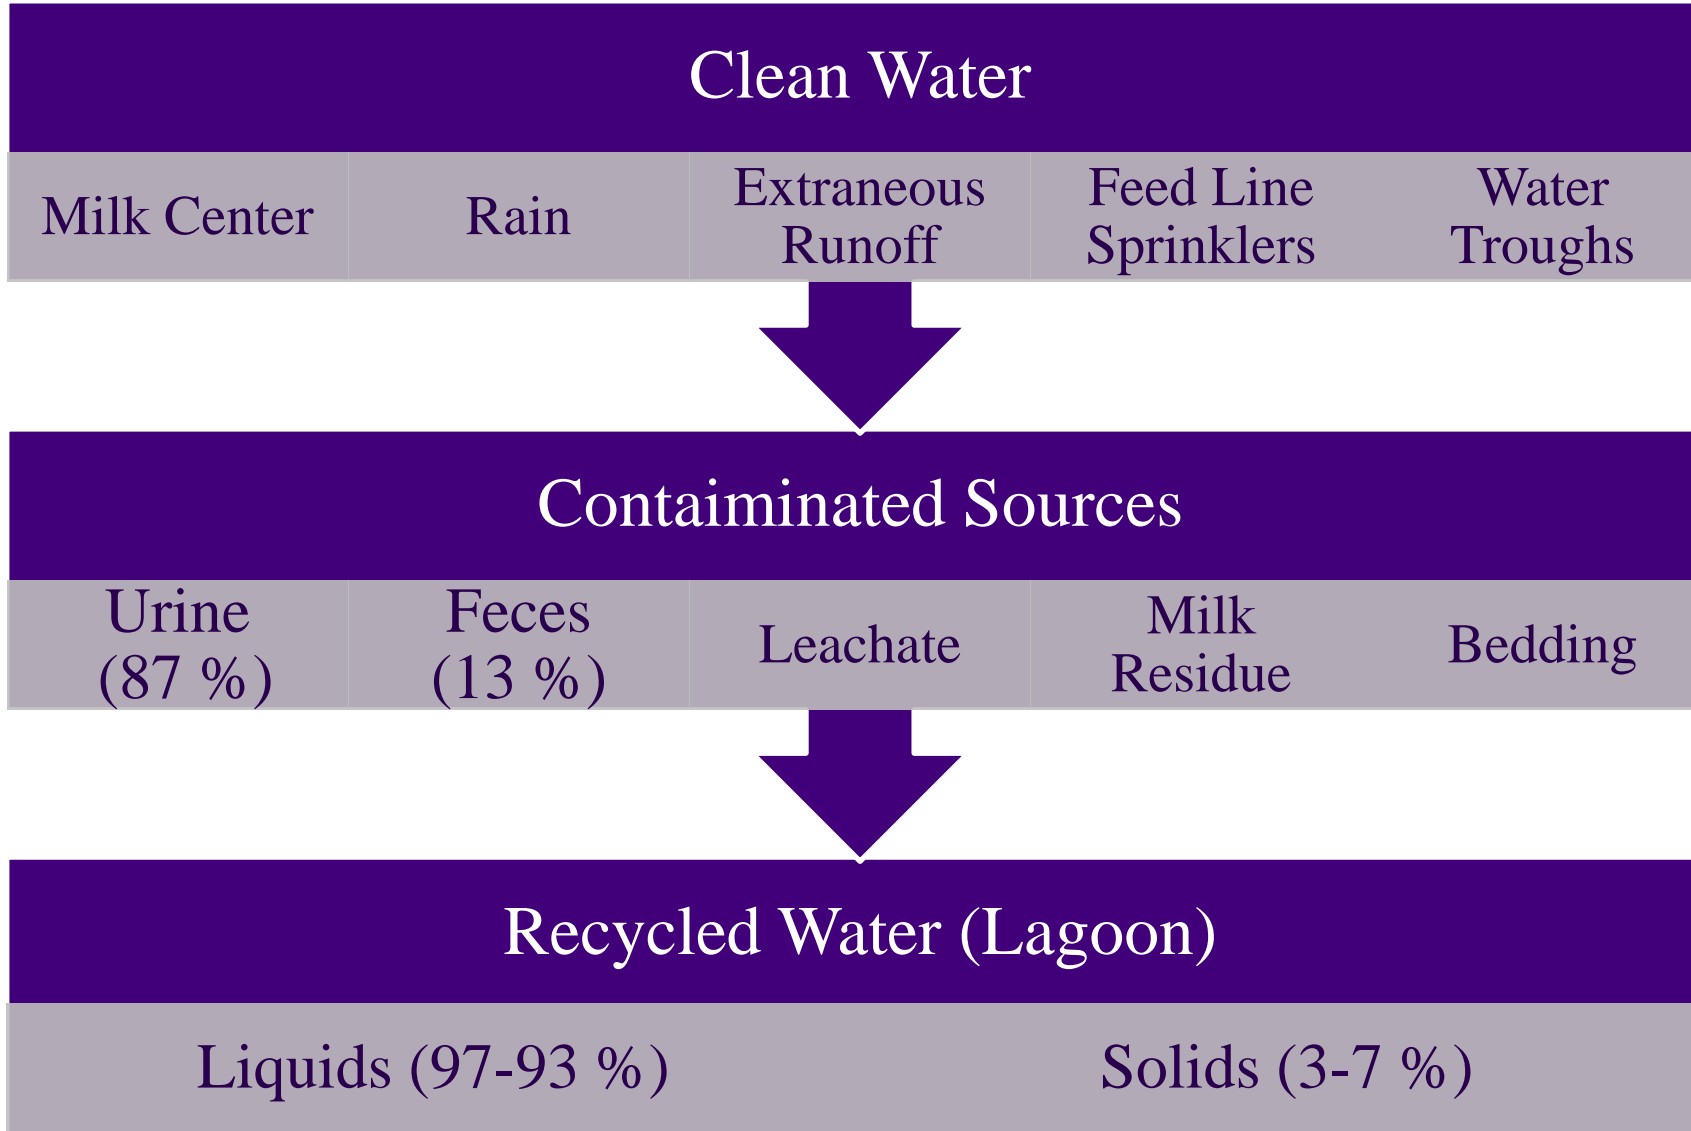 Clean Water
Milk Center
Rain
Extraneous
Runoff
Feed Line
Sprinklers
Water
Troughs
Contaiminated Sources
Urine
(87 %)
Feces
(13 %)
Leachate
Milk
Residue
Bedding
Recycled Water (Lagoon)
Liquids (97-93 %)
Solids (3-7 %)